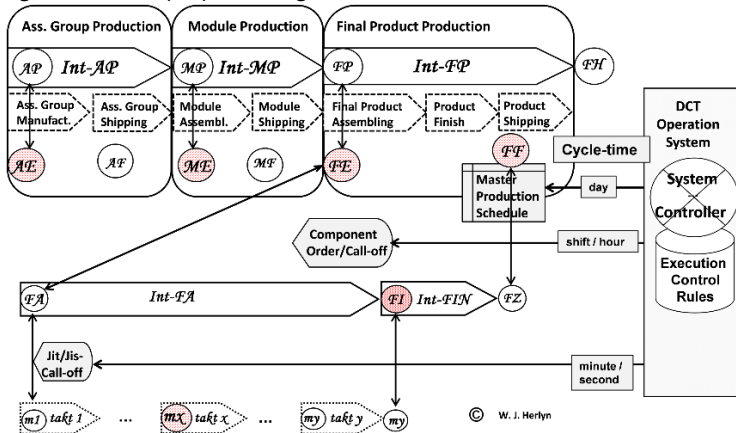 Ass. Group Production
Module Production
Final Product Production
AP
Int-AP
MP
Int-MP
FP
Int-FP
FH
Ass. Group
Manufact.
Ass. Group
Shipping
Module
Assembl.
Module
Shipping
Final Product
Assembling
Product
Finish
Product
Shipping
DCT
Operation
System
AE
AF
ME
MF
FE
FF
Cycle-time
Master
Production
Schedule
day
System
Controller
Component
Order/Call-off
shift / hour
Execution
Control
Rules
FA
Int-FA
FI
Int-FIN
FZ
Jit/Jis-
Call-off
minute /
second
m1
takt 1
...
mx
takt x
...
my
takt y
my
© W. J. Herlyn